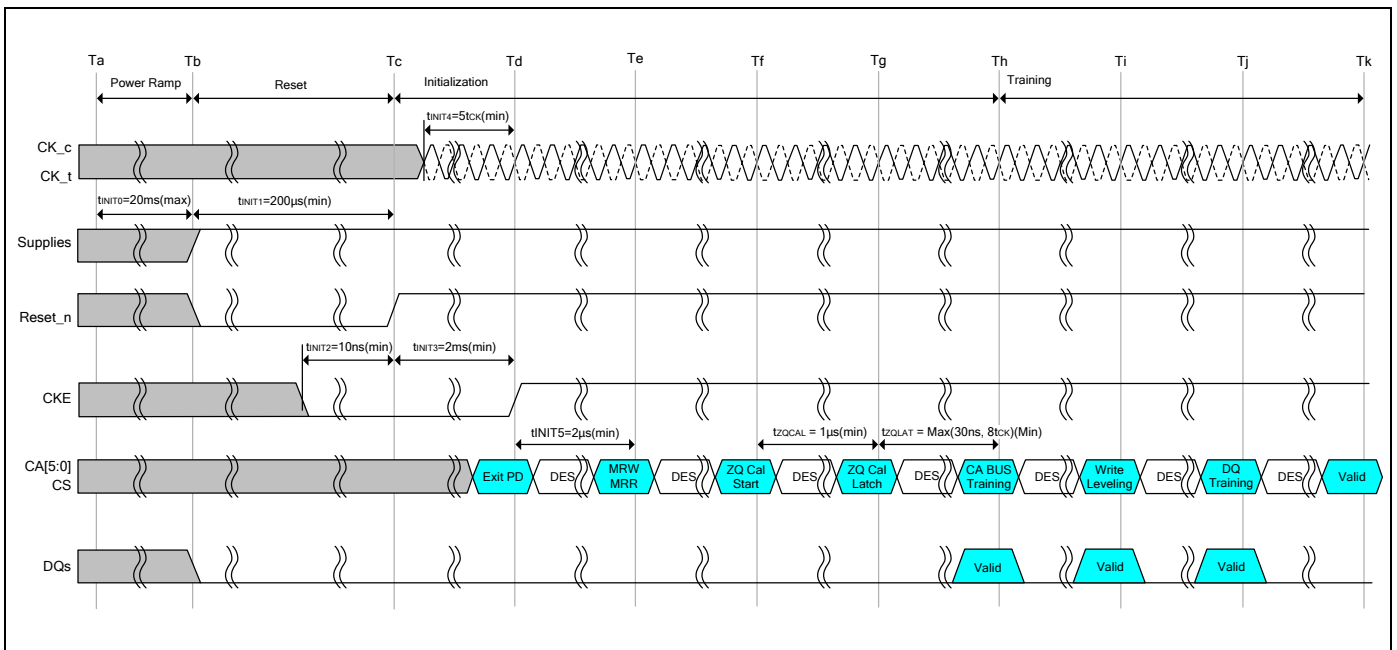 Ta Tb Tc Td Te Tf Tg Th Ti Tj Tk
Power Ramp Reset Initialization Training
tINIT4=5tCK(min)
CK_c
CK_t
tINIT0=20ms(max) tINIT1=200µs(min)
Supplies
Reset_n
tINIT2=10ns(min) tINIT3=2ms(min)
CKE
tINIT5=2µs(min) tZQCAL = 1µs(min) tZQLAT = Max(30ns, 8tCK)(Min)
CA[5:0]
CS
Exit PD DES MRW MRR DES ZQ Cal Start DES ZQ Cal Latch DES CA BUS Training DES Write Leveling DES DQ Training DES Valid
DQs
Valid Valid Valid